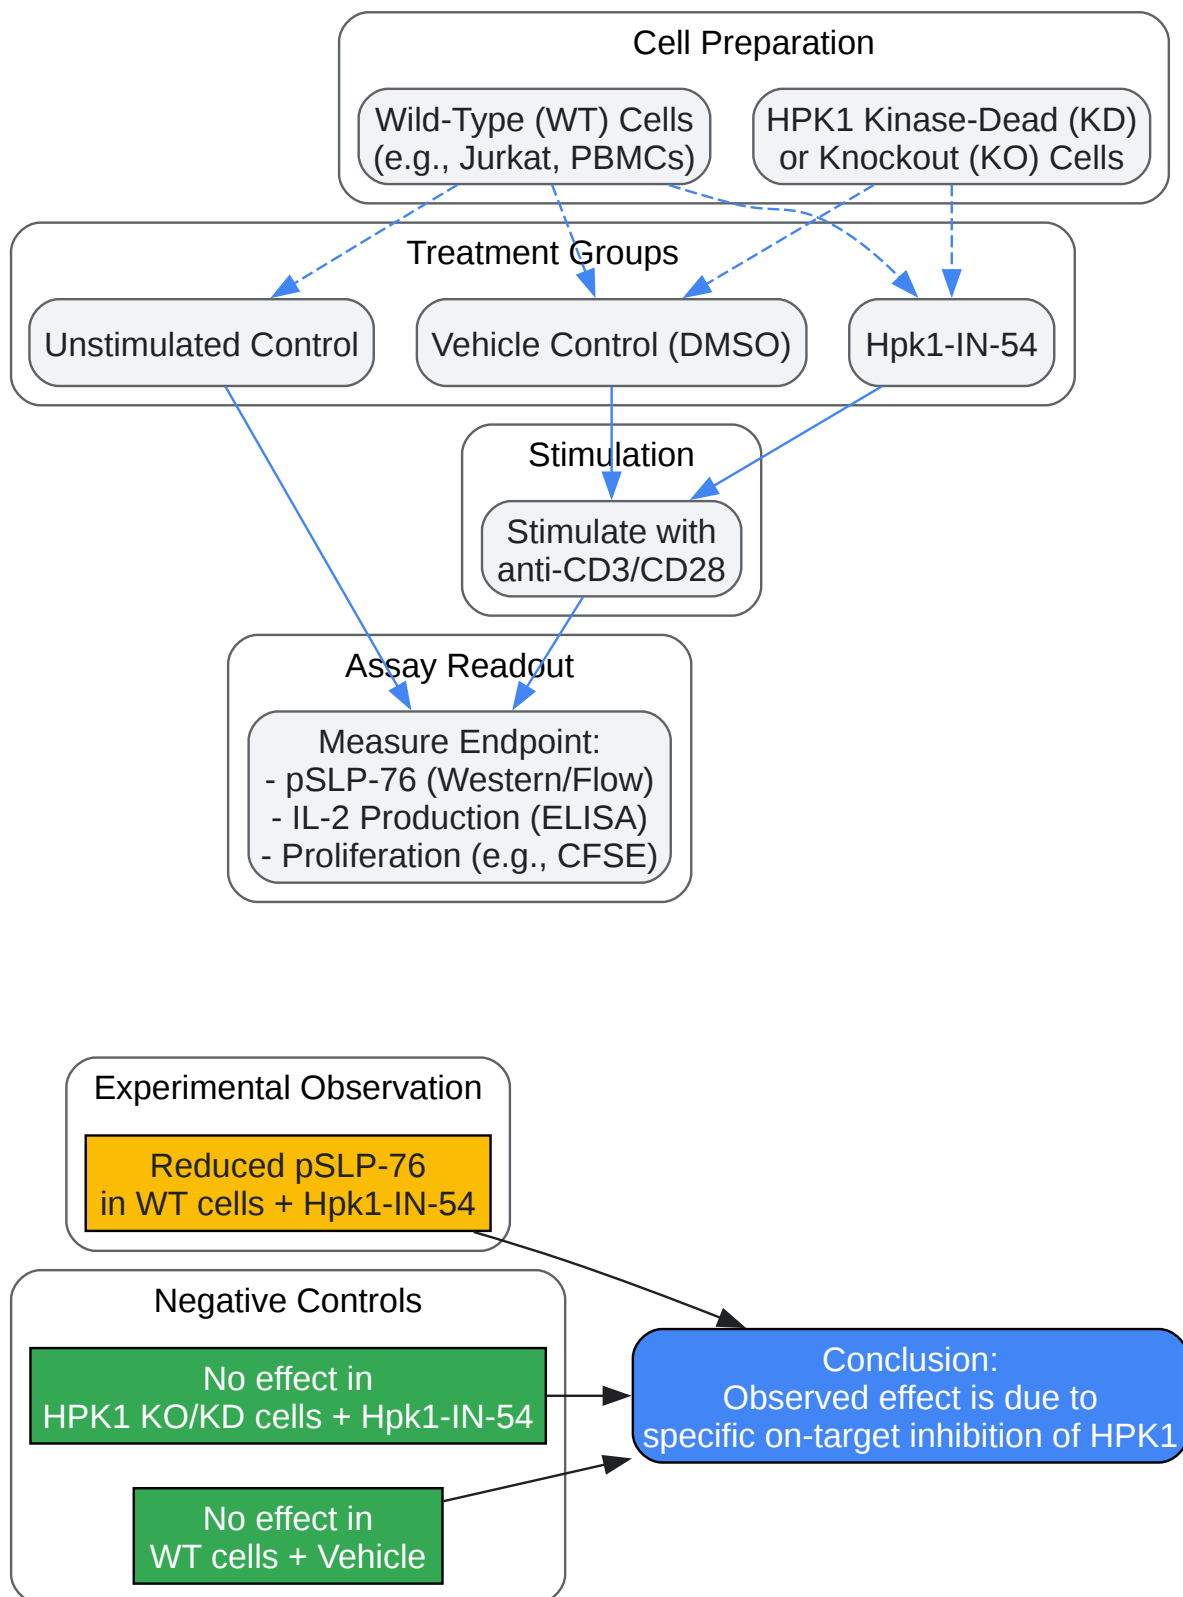 Cell Preparation
Wild-Type (WT) Cells
(e.g., Jurkat, PBMCs)
HPK1 Kinase-Dead (KD)
or Knockout (KO) Cells
Treatment Groups
Unstimulated Control
Vehicle Control (DMSO)
Hpk1-IN-54
Stimulation
Stimulate with
anti-CD3/CD28
Assay Readout
Measure Endpoint:
- pSLP-76 (Western/Flow)
- IL-2 Production (ELISA)
- Proliferation (e.g., CFSE)
Experimental Observation
Reduced pSLP-76
in WT cells + Hpk1-IN-54
Negative Controls
No effect in
HPK1 KO/KD cells + Hpk1-IN-54
No effect in
WT cells + Vehicle
Conclusion:
Observed effect is due to
specific on-target inhibition of HPK1